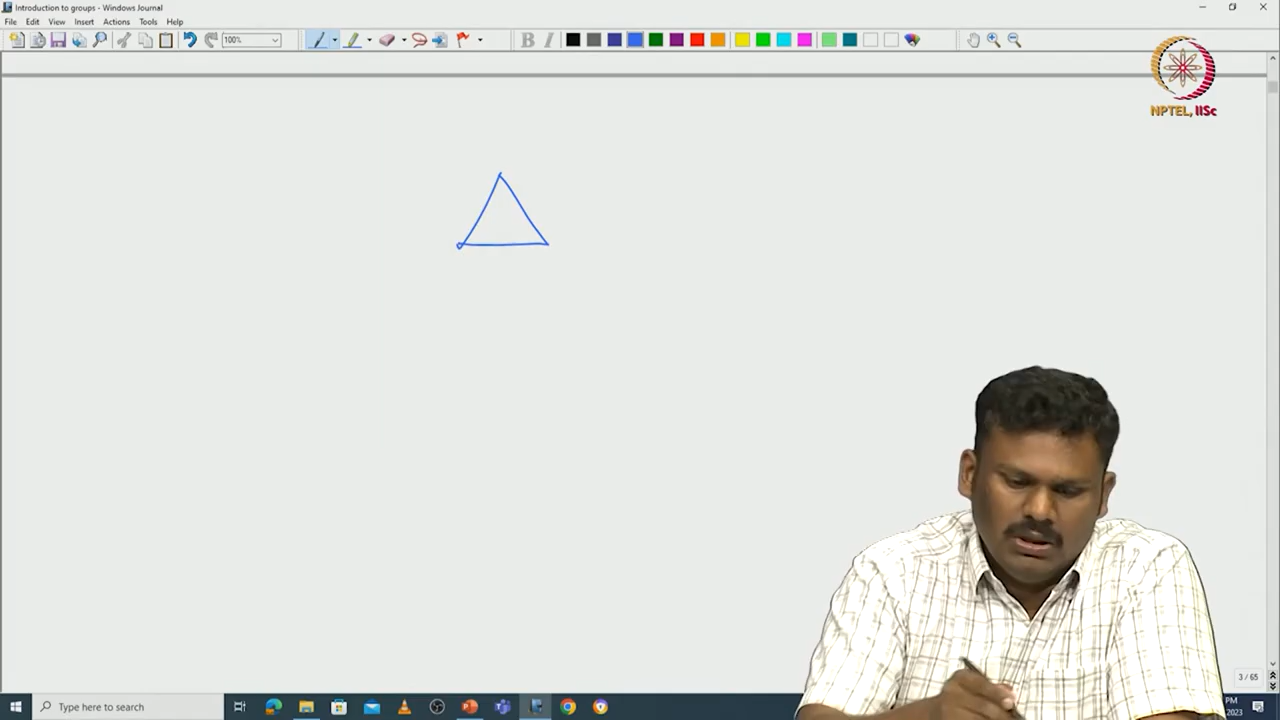 Introduction to groups - Windows Journal
File Edit View Insert Actions Tools Help
100%
B I
NPTEL, IISc
3 / 65
Type here to search
PM
2023